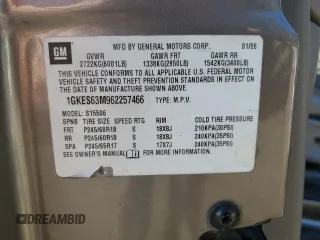 GM
MFD BY GENERAL MOTORS CORP. 01/06
GVWR GAWR FRT GAWR RR
2722KG(6001LB) 1338KG(2950LB) 1542KG(3400LB)
THIS VEHICLE CONFORMS TO ALL APPLICABLE U.S. FEDERAL
MOTOR VEHICLE SAFETY STANDARDS IN EFFECT ON THE DATE OF
MANUFACTURE SHOWN ABOVE.
1GKES63M962257466 TYPE: M.P.V.
MODEL: S15506
TIRE SIZE SPEED RTG RIM COLD TIRE PRESSURE
FRT P245/60R18 S 18X8J 210KPA(30PSI)
RR P245/60R18 S 18X8J 240KPA(35PSI)
SPA P245/65R17 S 17X7J 240KPA(35PSI)
SEE OWNER'S MANUAL FOR MORE INFORMATION.
DREAMBID